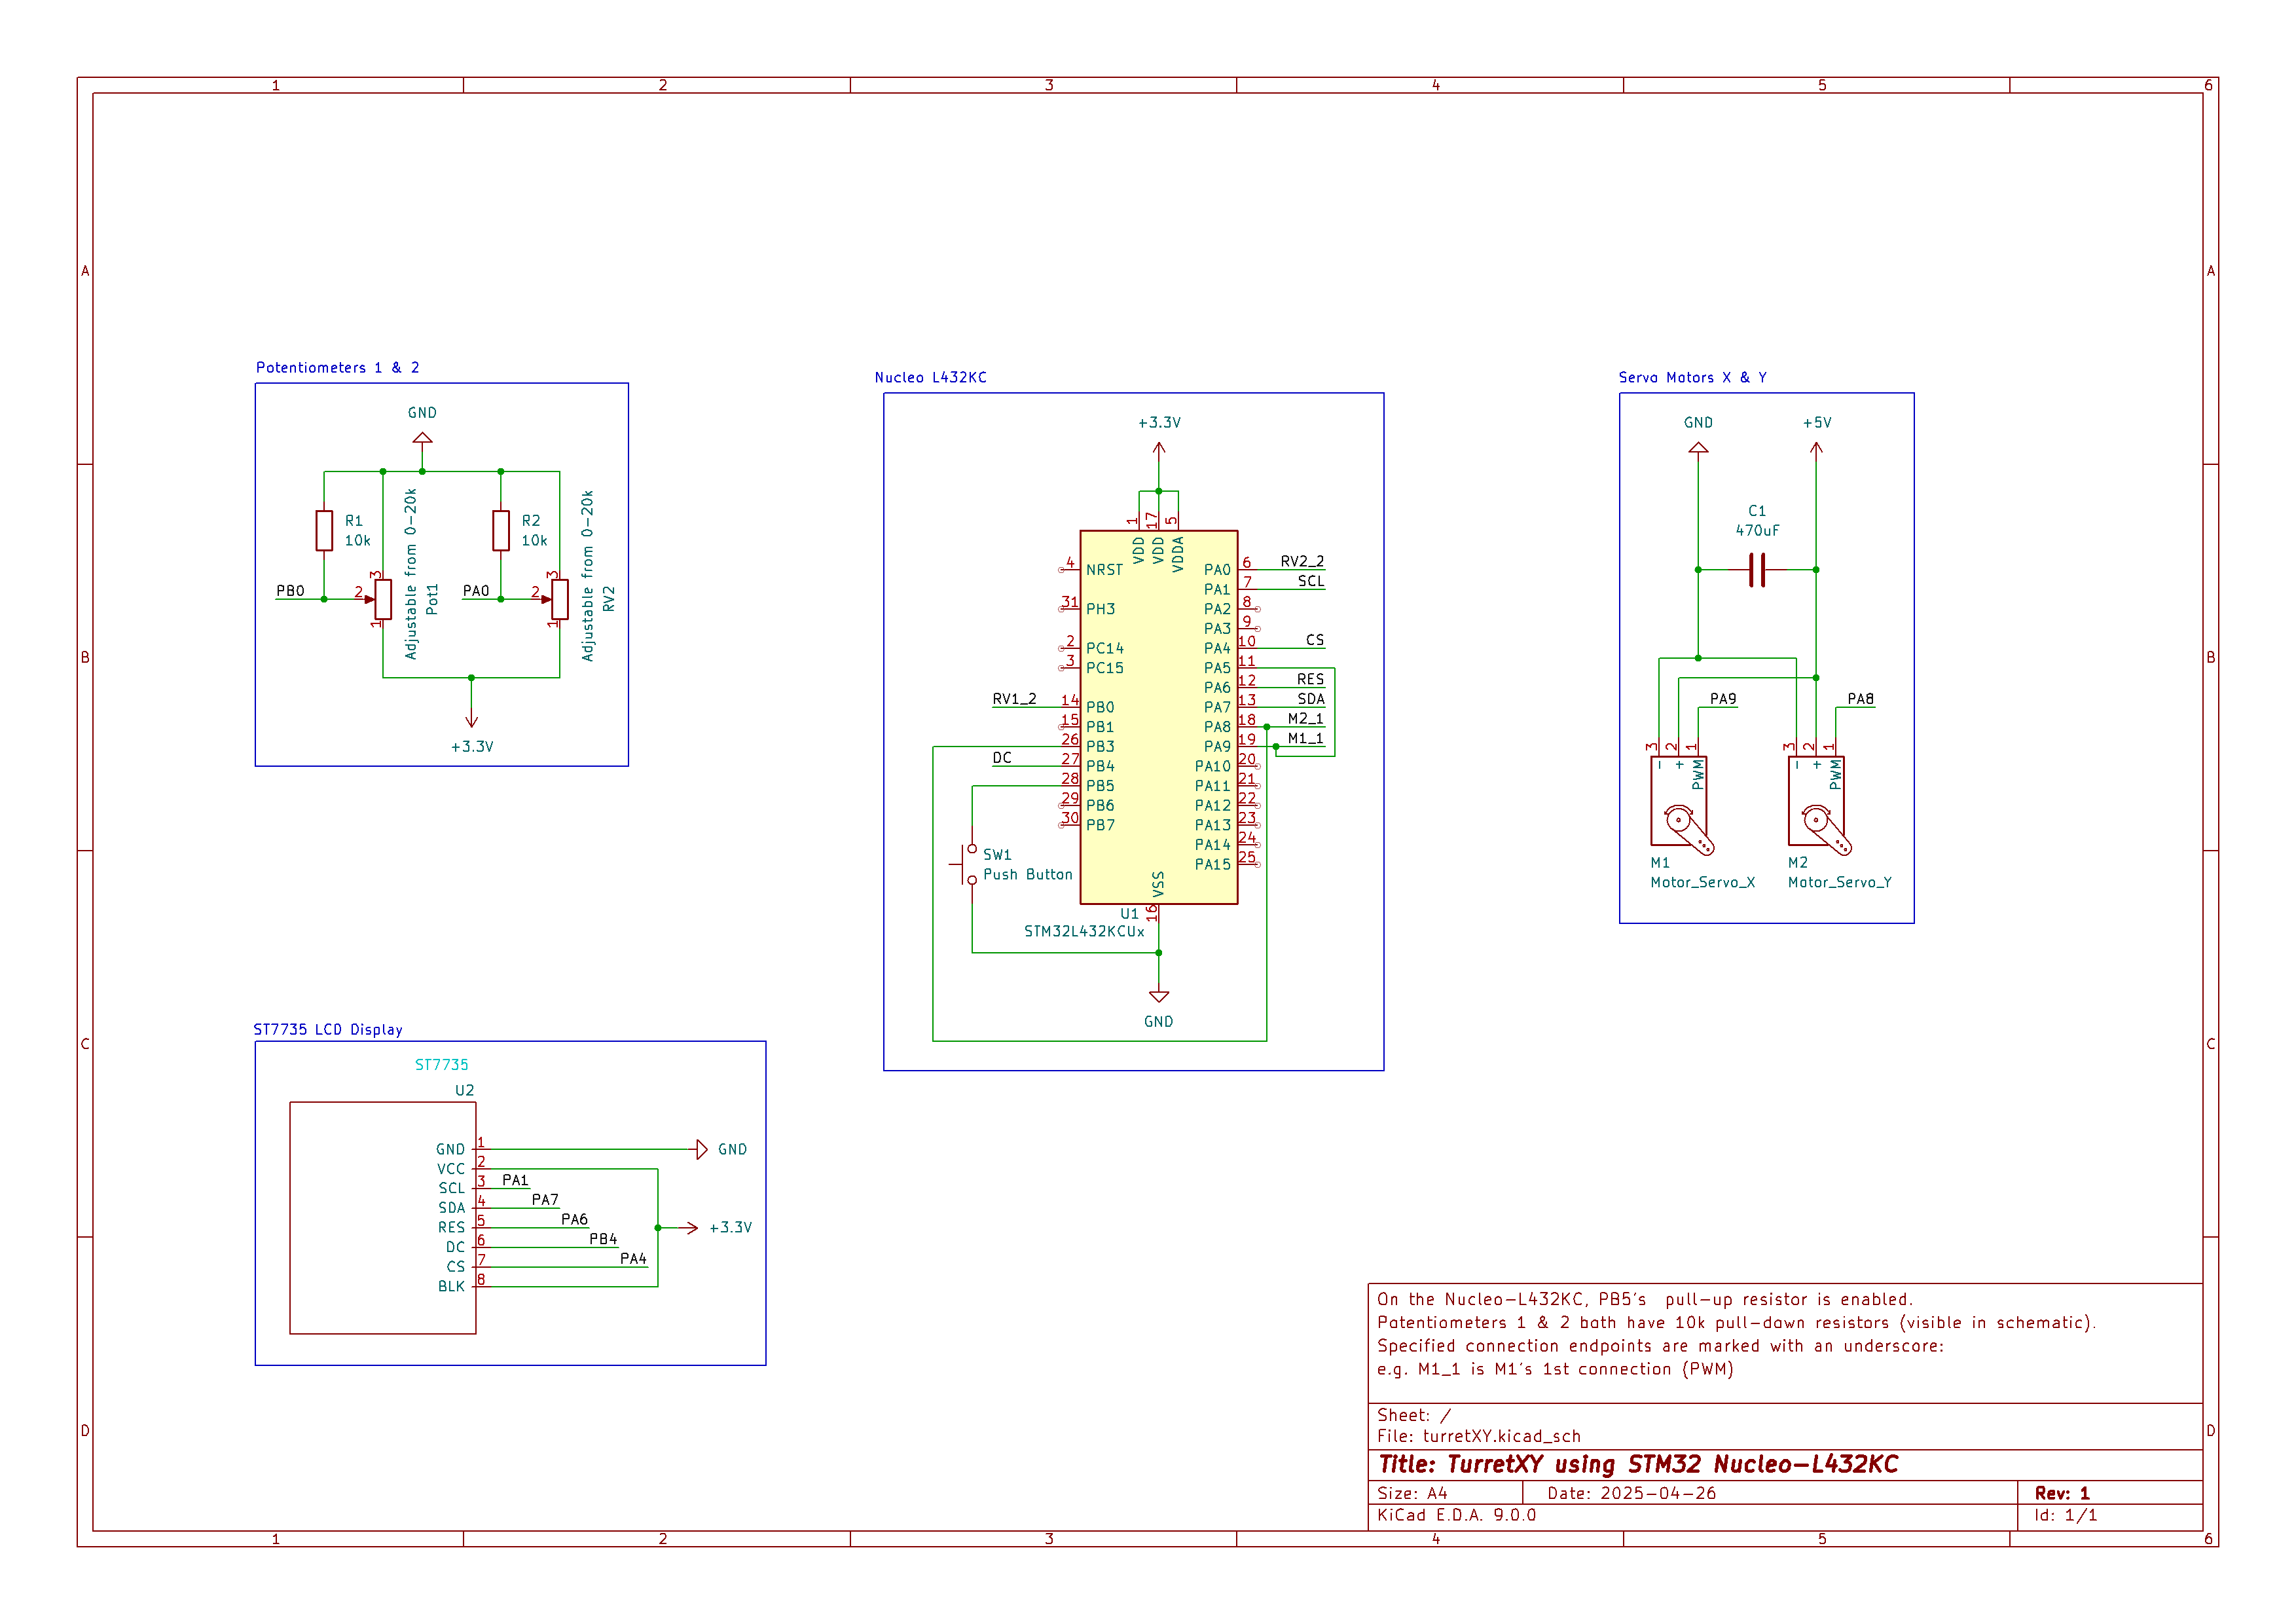 1 2 3 4 5 6
A A
B B
C C
D D
Potentiometers 1 & 2
GND
R1
10k
R2
10k
Adjustable from 0-20k
Pot1
Adjustable from 0-20k
RV2
PB0
2
3
1
PA0
2
3
1
+3.3V
Nucleo L432KC
+3.3V
1 17 5
VDD VDD VDDA
4 NRST
31 PH3
2 PC14
3 PC15
RV1_2 14 PB0
15 PB1
26 PB3
DC 27 PB4
28 PB5
29 PB6
30 PB7
PA0 6 RV2_2
PA1 7 SCL
PA2 8
PA3 9
PA4 10 CS
PA5 11
PA6 12 RES
PA7 13 SDA
PA8 18 M2_1
PA9 19 M1_1
PA10 20
PA11 21
PA12 22
PA13 23
PA14 24
PA15 25
SW1
Push Button
VSS
16
U1
STM32L432KCUx
GND
Servo Motors X & Y
GND
+5V
C1
470uF
PA9
PA8
3 2 1
- + PWM
3 2 1
- + PWM
M1
Motor_Servo_X
M2
Motor_Servo_Y
ST7735 LCD Display
ST7735
U2
GND 1 GND
VCC 2
SCL 3 PA1
SDA 4 PA7
RES 5 PA6
+3.3V
DC 6 PB4
CS 7 PA4
BLK 8
On the Nucleo-L432KC, PB5's  pull-up resistor is enabled.
Potentiometers 1 & 2 both have 10k pull-down resistors (visible in schematic).
Specified connection endpoints are marked with an underscore:
e.g. M1_1 is M1's 1st connection (PWM)
Sheet: /
File: turretXY.kicad_sch
Title: TurretXY using STM32 Nucleo-L432KC
Size: A4 Date: 2025-04-26 Rev: 1
KiCad E.D.A. 9.0.0 Id: 1/1
1 2 3 4 5 6